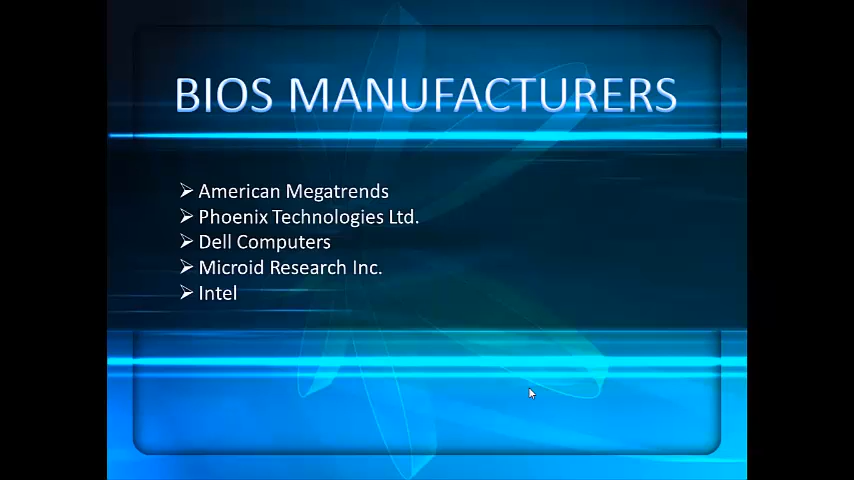 BIOS MANUFACTURERS
➢ American Megatrends
➢ Phoenix Technologies Ltd.
➢ Dell Computers
➢ Microid Research Inc.
➢ Intel